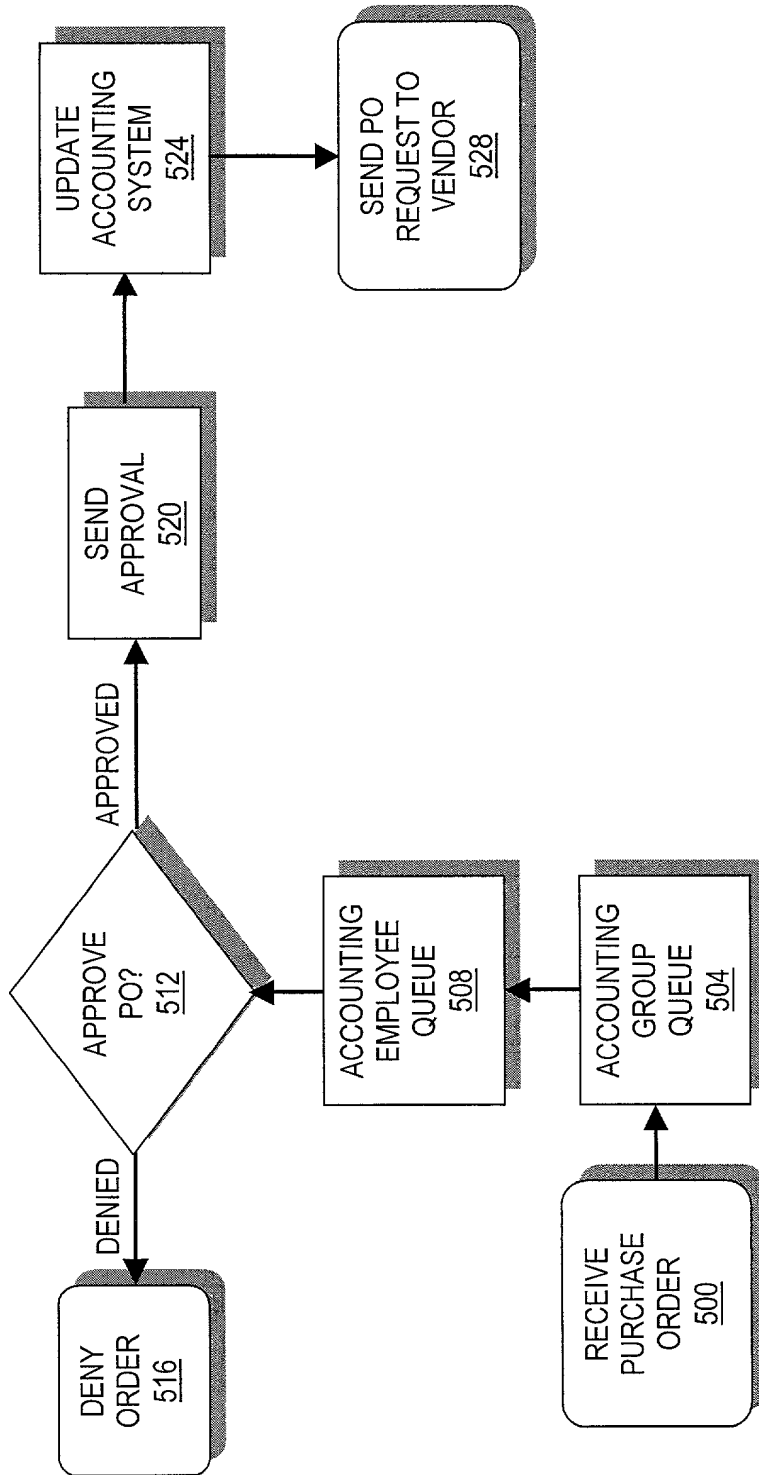 DENY
ORDER
516
DENIED
APPROVE
PO?
512
APPROVED
SEND
APPROVAL
520
UPDATE
ACCOUNTING
SYSTEM
524
RECEIVE
PURCHASE
ORDER
500
ACCOUNTING
GROUP
QUEUE
504
ACCOUNTING
EMPLOYEE
QUEUE
508
SEND PO
REQUEST TO
VENDOR
528